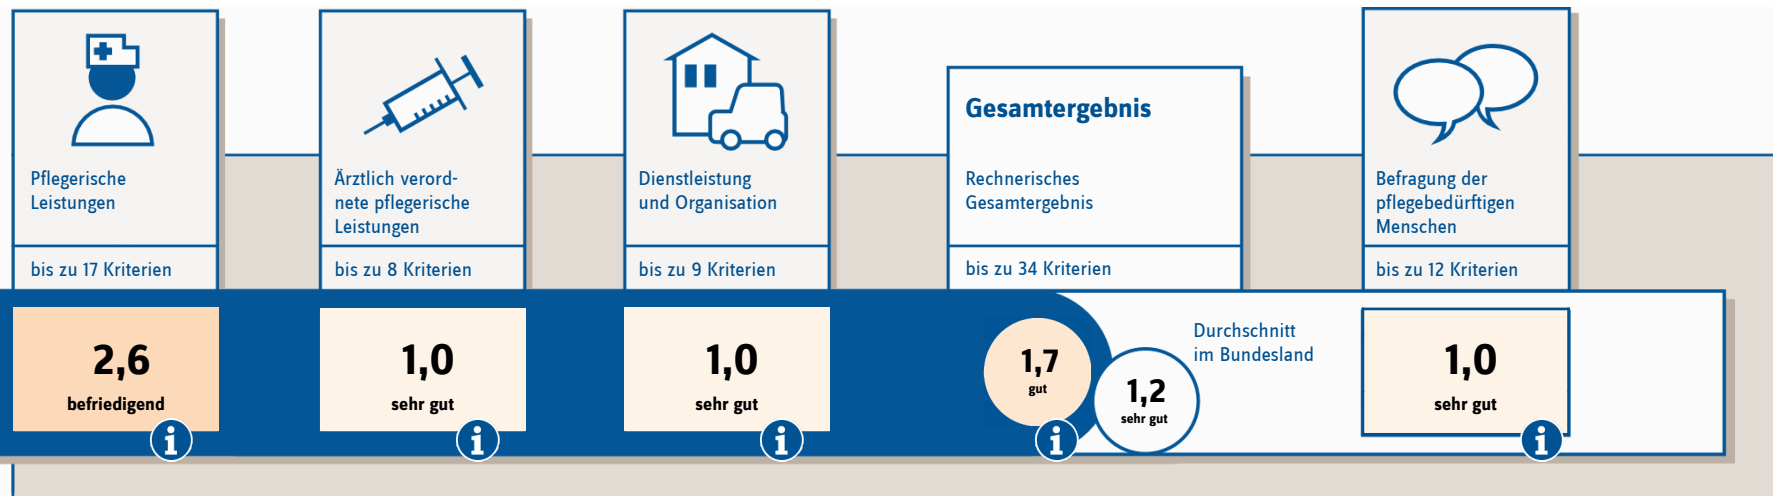 Pflegerische
Leistungen
bis zu 17 Kriterien
2,6
befriedigend
i
Ärztlich verord-
nete pflegerische
Leistungen
bis zu 8 Kriterien
1,0
sehr gut
i
Dienstleistung
und Organisation
bis zu 9 Kriterien
1,0
sehr gut
i
Gesamtergebnis
Rechnerisches
Gesamtergebnis
bis zu 34 Kriterien
1,7
gut
i
1,2
sehr gut
Durchschnitt
im Bundesland
Befragung der
pflegebedürftigen
Menschen
bis zu 12 Kriterien
1,0
sehr gut
i